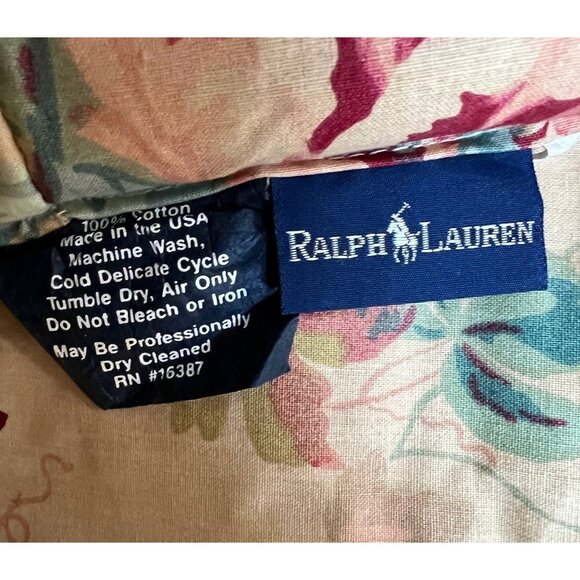 100% Cotton
Made in the USA
Machine Wash,
Cold Delicate Cycle
Tumble Dry, Air Only
Do Not Bleach or Iron
May Be Professionally
Dry Cleaned
RN #16387
RALPH LAUREN